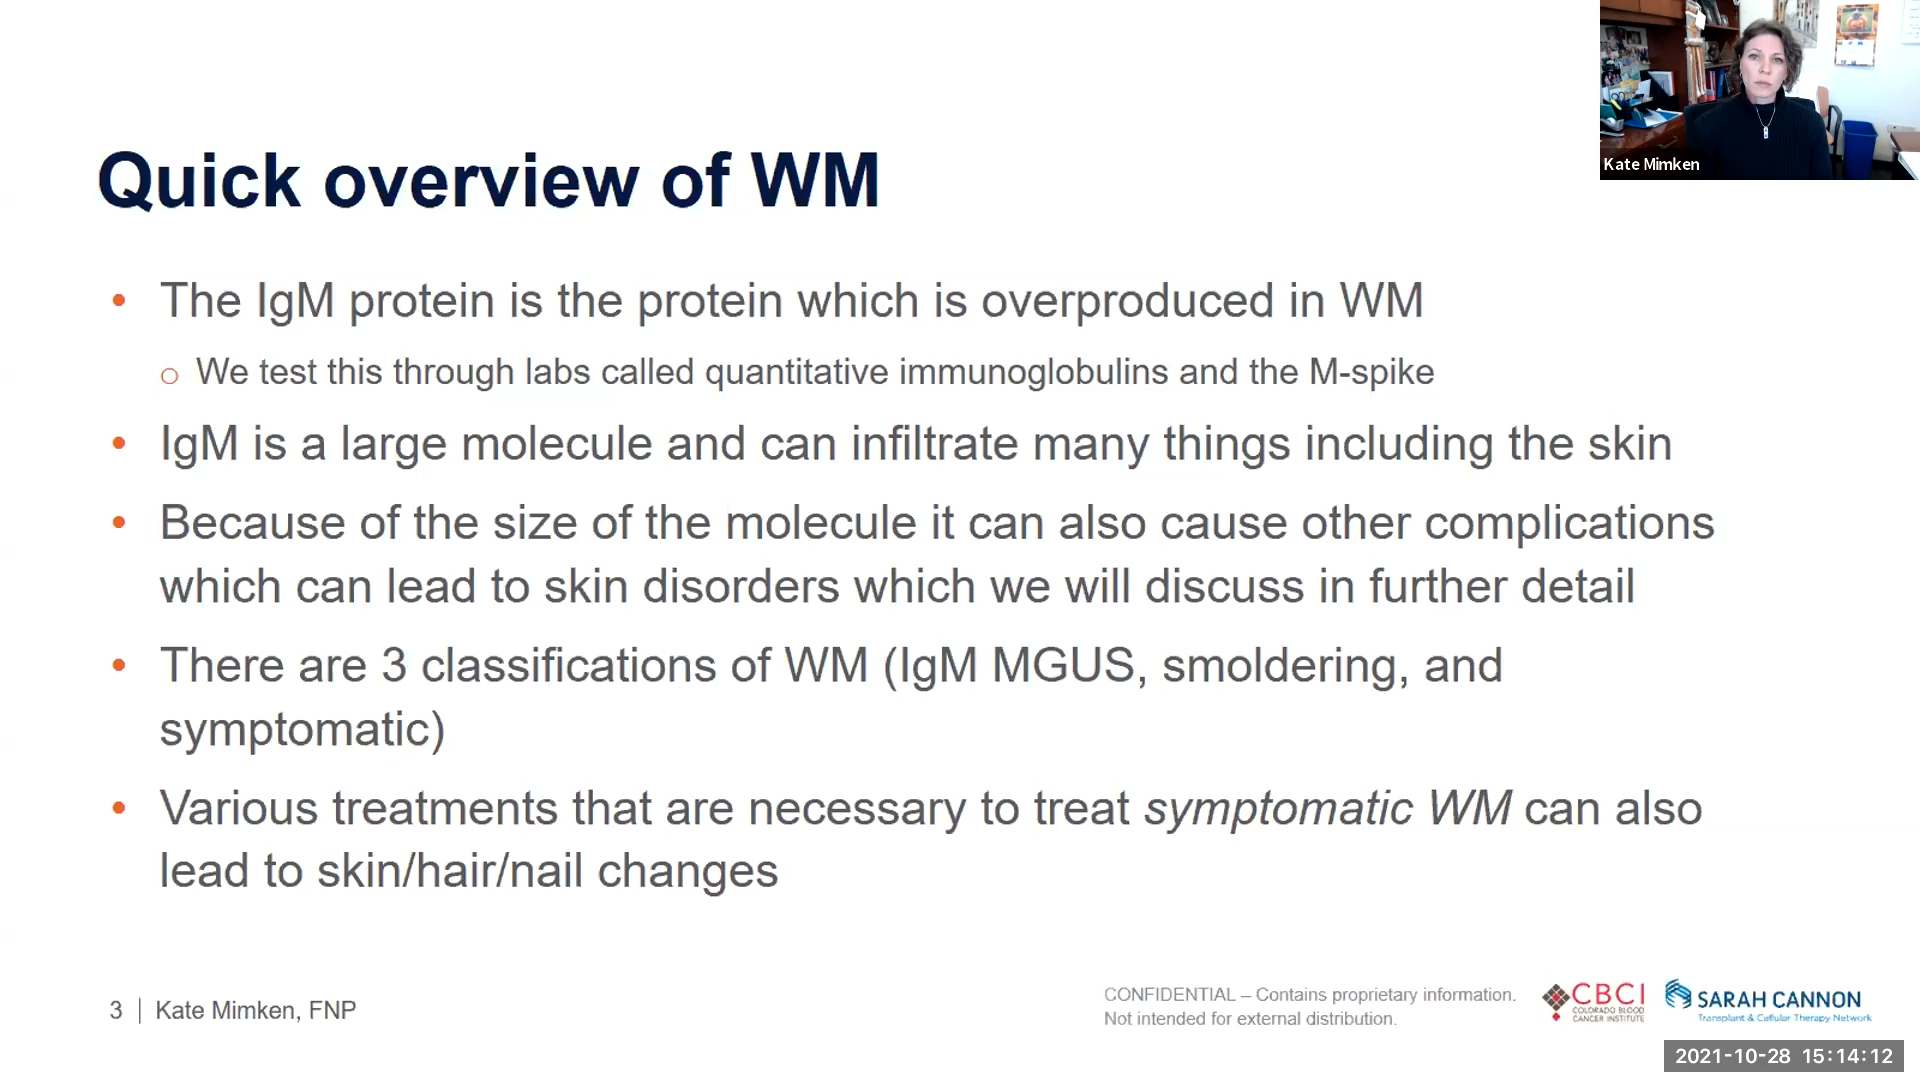 Kate Mimken
Quick overview of WM
• The IgM protein is the protein which is overproduced in WM
o We test this through labs called quantitative immunoglobulins and the M-spike
• IgM is a large molecule and can infiltrate many things including the skin
• Because of the size of the molecule it can also cause other complications
which can lead to skin disorders which we will discuss in further detail
• There are 3 classifications of WM (IgM MGUS, smoldering, and
symptomatic)
• Various treatments that are necessary to treat symptomatic WM can also
lead to skin/hair/nail changes
3 | Kate Mimken, FNP
CONFIDENTIAL – Contains proprietary information.
Not intended for external distribution.
CBCI
COLORADO BLOOD
CANCER INSTITUTE
SARAH CANNON
Transplant & Cellular Therapy Network
2021-10-28 15:14:12